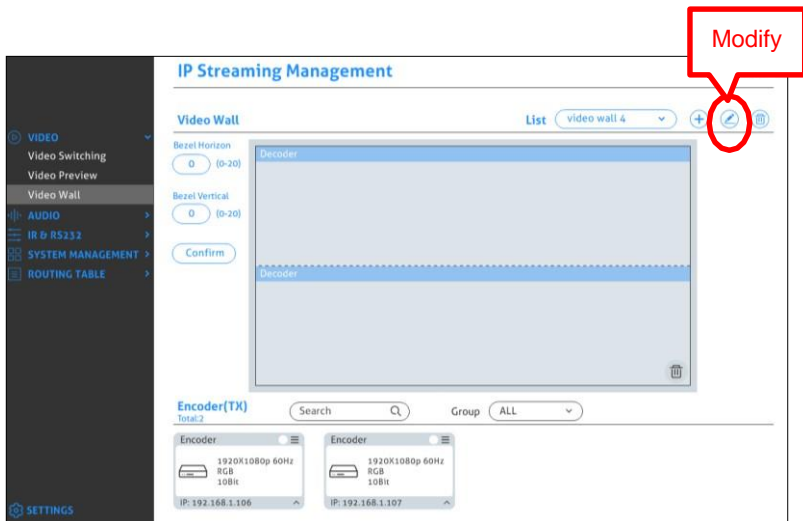 Modify
IP Streaming Management
Video Wall
List video wall 4
VIDEO
Video Switching
Video Preview
Video Wall
AUDIO
IR & RS232
SYSTEM MANAGEMENT
ROUTING TABLE
SETTINGS
Bezel Horizon
0 (0-20)
Bezel Vertical
0 (0-20)
Confirm
Decoder
Decoder
Encoder(TX)
Total:2
Search
Group ALL
Encoder
1920X1080p 60Hz
RGB
10Bit
IP: 192.168.1.106
Encoder
1920X1080p 60Hz
RGB
10Bit
IP: 192.168.1.107